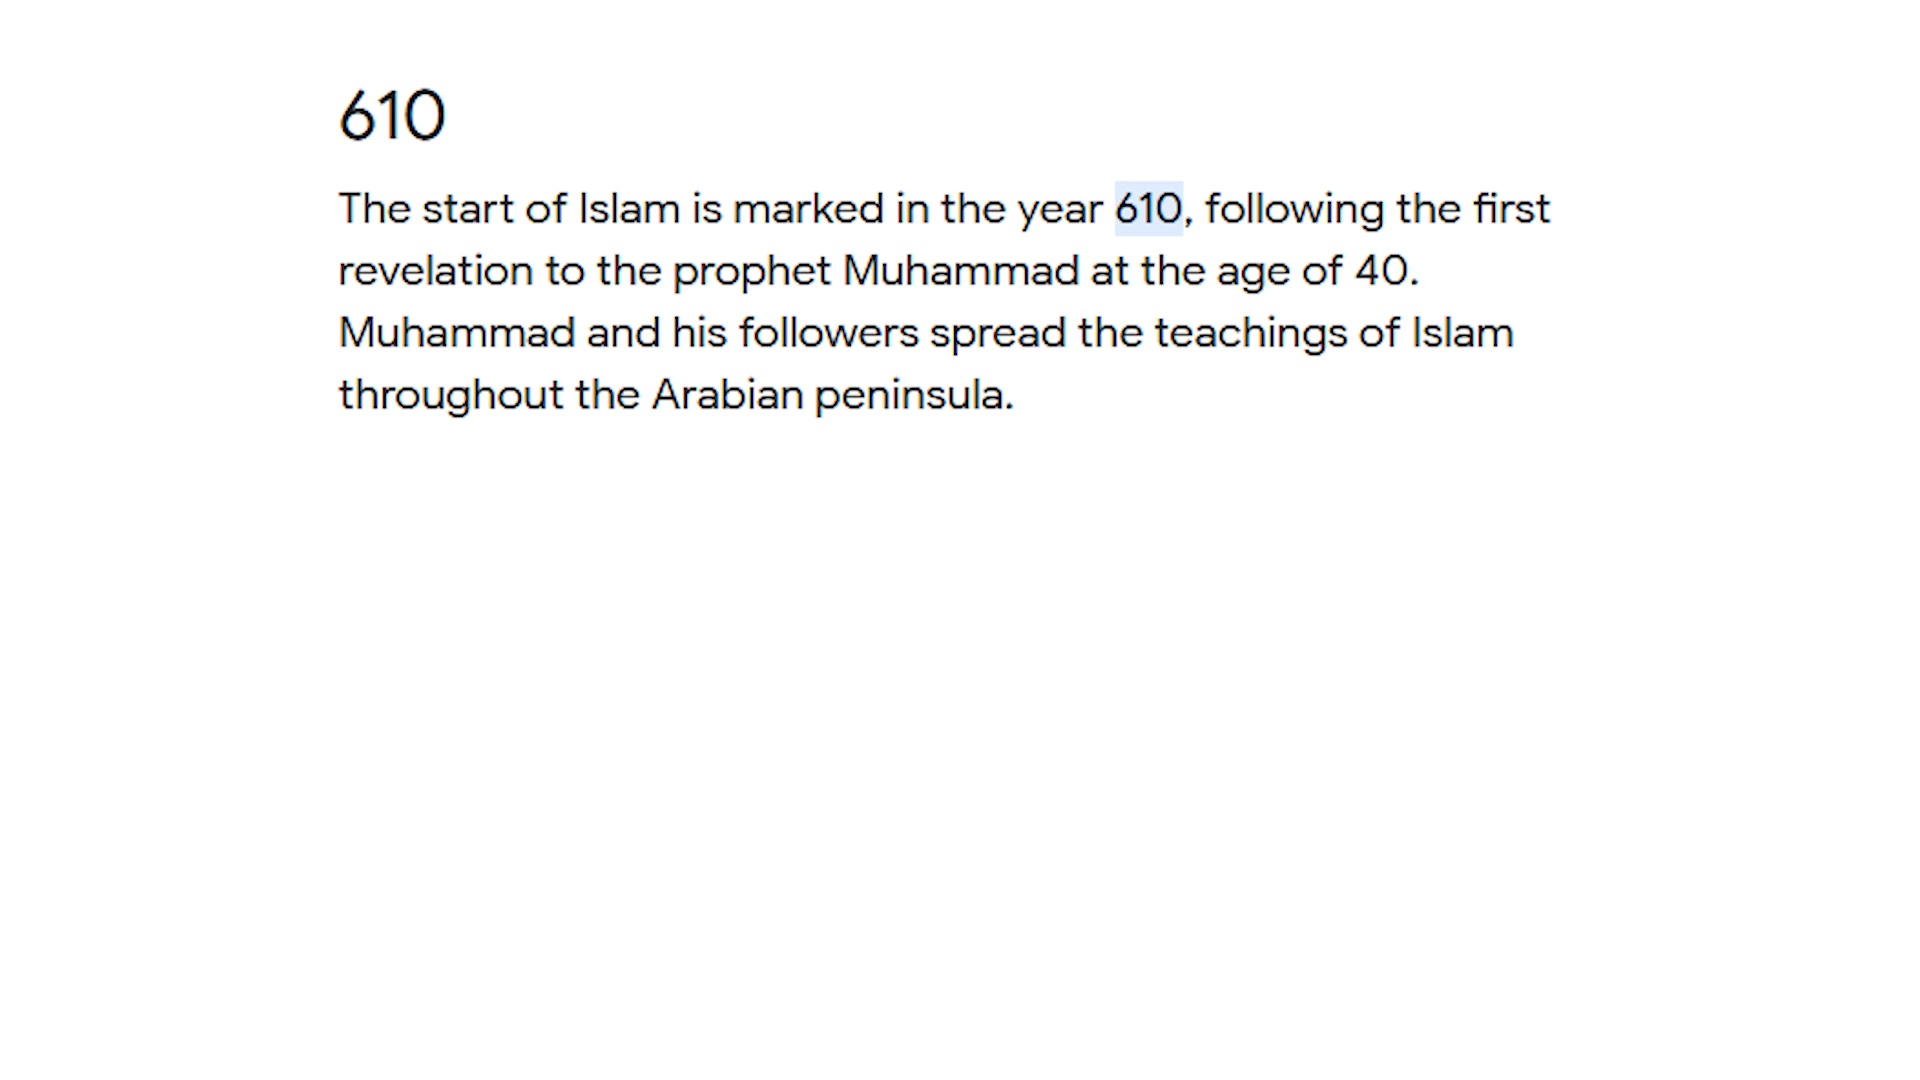 610
The start of Islam is marked in the year 610, following the first
revelation to the prophet Muhammad at the age of 40.
Muhammad and his followers spread the teachings of Islam
throughout the Arabian peninsula.